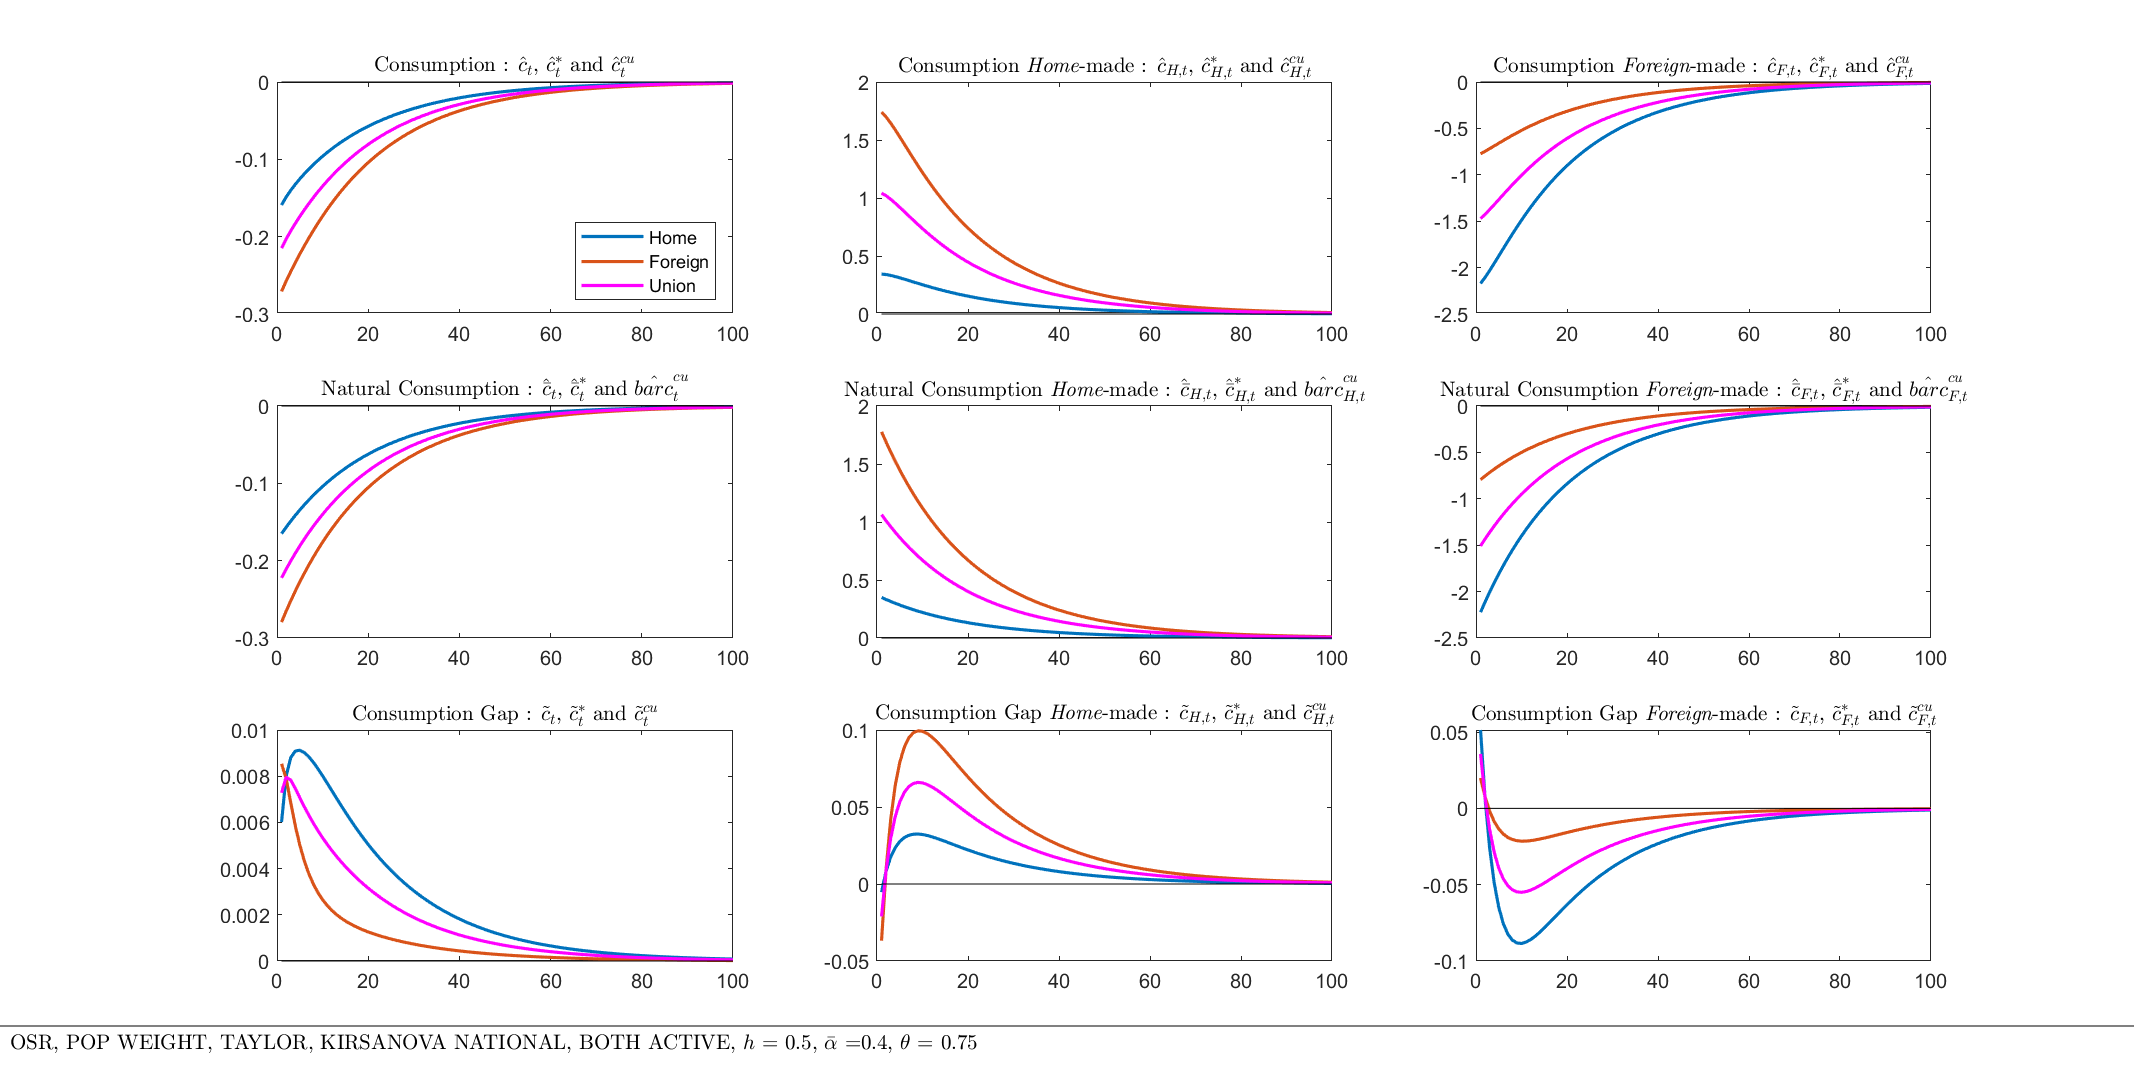 Consumption : ĉ_t, ĉ*_t and ĉ^cu_t
0
-0.1
-0.2
-0.3
0 20 40 60 80 100
Home
Foreign
Union
Consumption Home-made : ĉ_H,t, ĉ*_H,t and ĉ^cu_H,t
2
1.5
1
0.5
0
0 20 40 60 80 100
Consumption Foreign-made : ĉ_F,t, ĉ*_F,t and ĉ^cu_F,t
0
-0.5
-1
-1.5
-2
-2.5
0 20 40 60 80 100
Natural Consumption : c̄̂_t, c̄̂*_t and bar̂c^cu_t
0
-0.1
-0.2
-0.3
0 20 40 60 80 100
Natural Consumption Home-made : c̄̂_H,t, c̄̂*_H,t and bar̂c^cu_H,t
2
1.5
1
0.5
0
0 20 40 60 80 100
Natural Consumption Foreign-made : c̄̂_F,t, c̄̂*_F,t and bar̂c^cu_F,t
0
-0.5
-1
-1.5
-2
-2.5
0 20 40 60 80 100
Consumption Gap : c̃_t, c̃*_t and c̃^cu_t
0.01
0.008
0.006
0.004
0.002
0
0 20 40 60 80 100
Consumption Gap Home-made : c̃_H,t, c̃*_H,t and c̃^cu_H,t
0.1
0.05
0
-0.05
0 20 40 60 80 100
Consumption Gap Foreign-made : c̃_F,t, c̃*_F,t and c̃^cu_F,t
0.05
0
-0.05
-0.1
0 20 40 60 80 100
OSR, POP WEIGHT, TAYLOR, KIRSANOVA NATIONAL, BOTH ACTIVE, h = 0.5, ᾱ =0.4, θ = 0.75